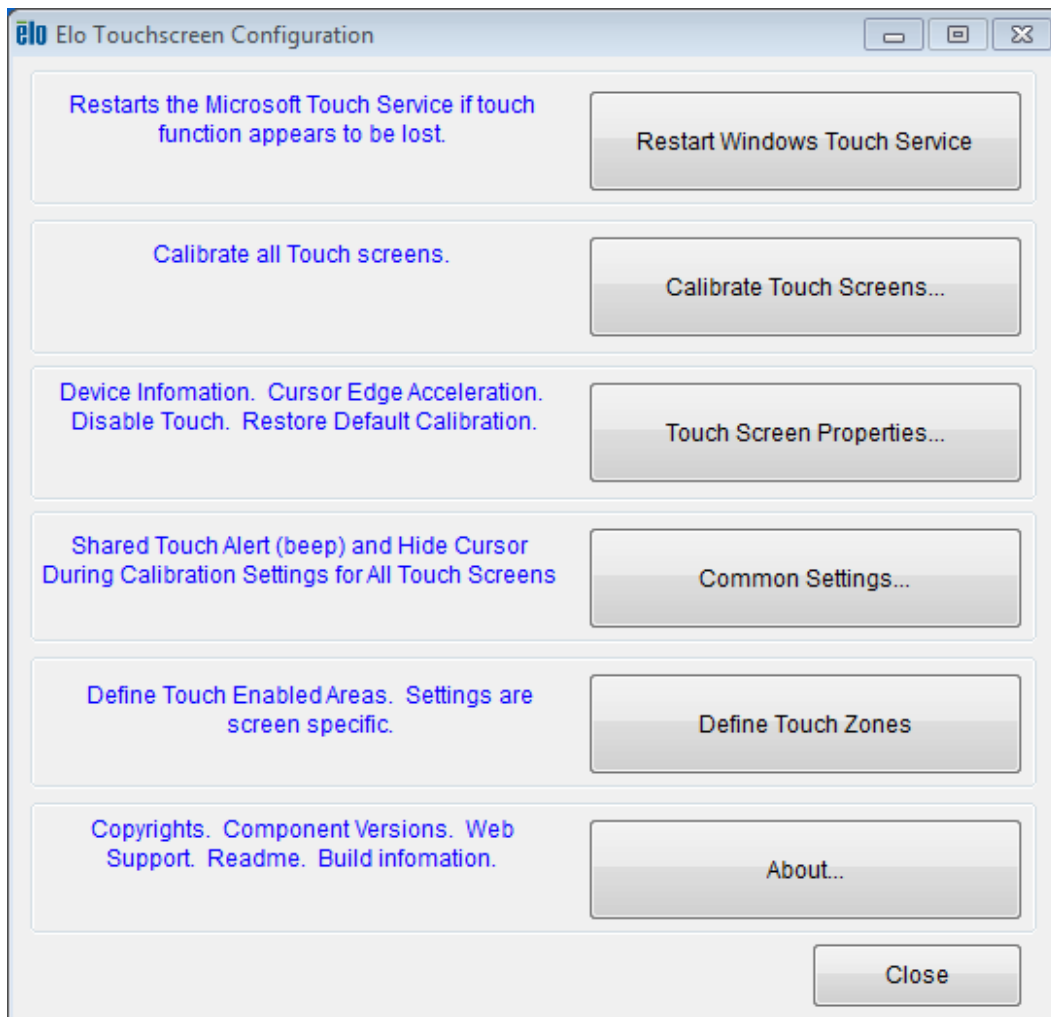 elo Elo Touchscreen Configuration
Restarts the Microsoft Touch Service if touch
function appears to be lost.
Restart Windows Touch Service
Calibrate all Touch screens.
Calibrate Touch Screens...
Device Infomation.  Cursor Edge Acceleration.
Disable Touch.  Restore Default Calibration.
Touch Screen Properties...
Shared Touch Alert (beep) and Hide Cursor
During Calibration Settings for All Touch Screens
Common Settings...
Define Touch Enabled Areas.  Settings are
screen specific.
Define Touch Zones
Copyrights.  Component Versions.  Web
Support.  Readme.  Build infomation.
About...
Close